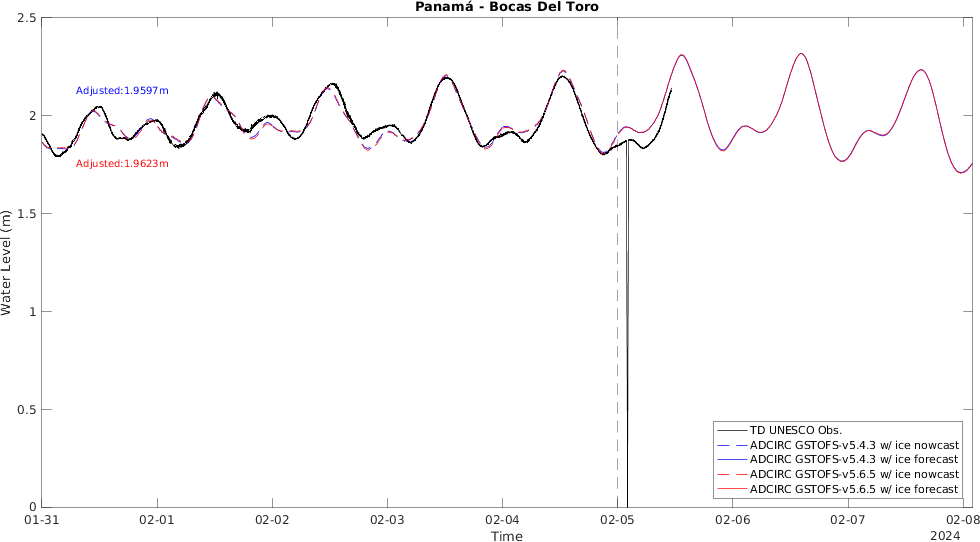 Panamá - Bocas Del Toro
2.5
2
1.5
1
0.5
0
Water Level (m)
Adjusted:1.9597m
Adjusted:1.9623m
TD UNESCO Obs.
ADCIRC GSTOFS-v5.4.3 w/ ice nowcast
ADCIRC GSTOFS-v5.4.3 w/ ice forecast
ADCIRC GSTOFS-v5.6.5 w/ ice nowcast
ADCIRC GSTOFS-v5.6.5 w/ ice forecast
01-31 02-01 02-02 02-03 02-04 02-05 02-06 02-07 02-08
Time
2024